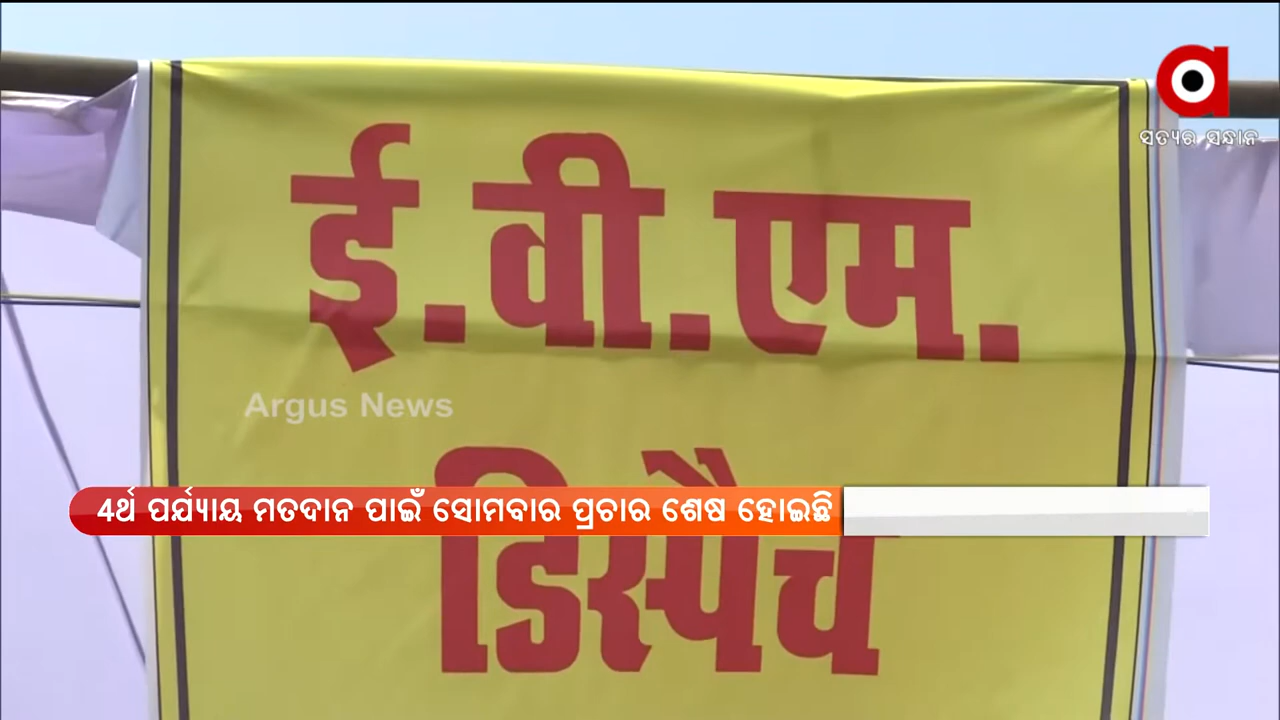 ସତ୍ୟର ସନ୍ଧାନ
ई.वी.एम.
Argus News
डिस्पैच
4ର୍ଥ ପର୍ଯ୍ୟାୟ ମତଦାନ ପାଇଁ ସୋମବାର ପ୍ରଚାର ଶେଷ ହୋଇଛି